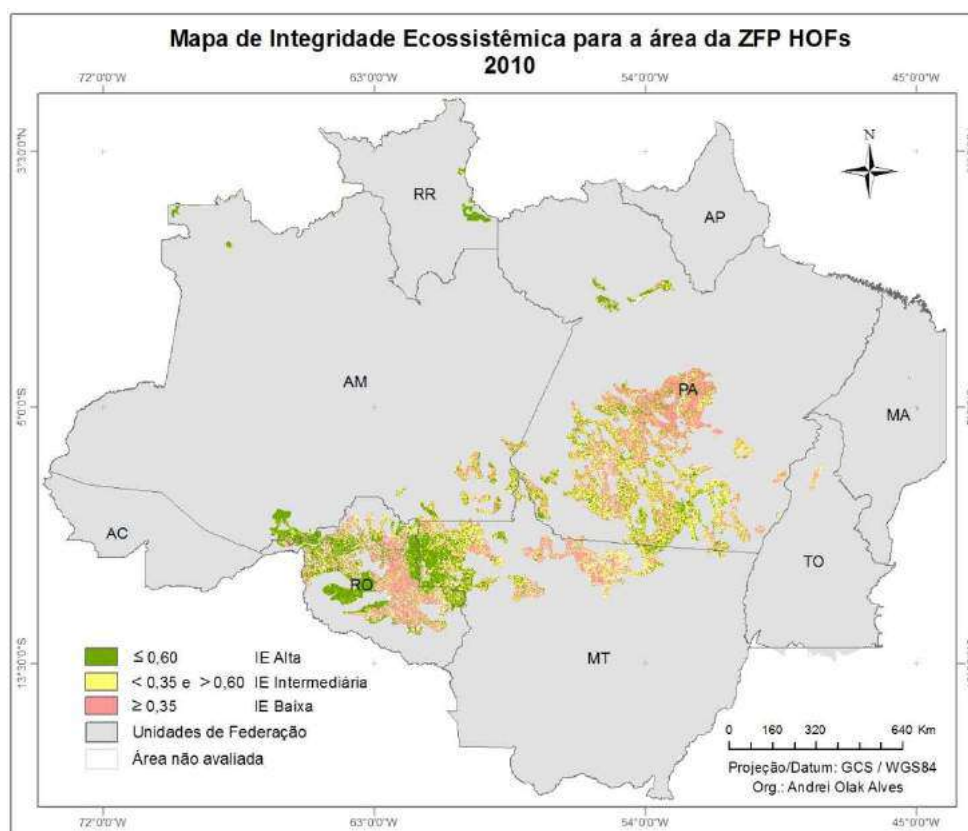 Mapa de Integridade Ecossistêmica para a área da ZFP HOFs
2010
72°0'0"W 63°0'0"W 54°0'0"W 45°0'0"W
3°30'0"N
N
RR
AP
AM
PA
MA
AC
RO
TO
MT
≤ 0,60 IE Alta
< 0,35 e > 0,60 IE Intermediária
≥ 0,35 IE Baixa
Unidades de Federação
Área não avaliada
0 160 320 640 Km
Projeção/Datum: GCS / WGS84
Org.: Andrei Olak Alves
72°0'0"W 63°0'0"W 54°0'0"W 45°0'0"W